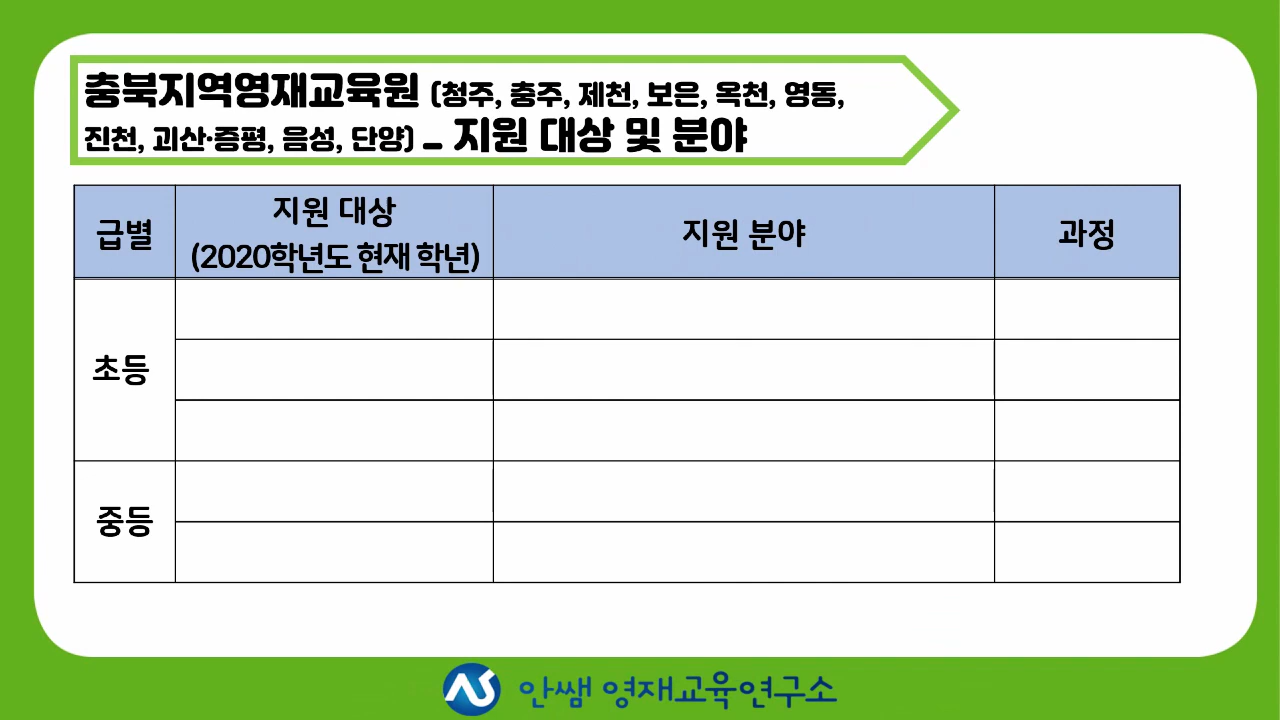 충북지역영재교육원 (청주, 충주, 제천, 보은, 옥천, 영동,
진천, 괴산·증평, 음성, 단양) - 지원 대상 및 분야
급별
지원 대상
(2020학년도 현재 학년)
지원 분야
과정
초등
중등
안쌤 영재교육연구소